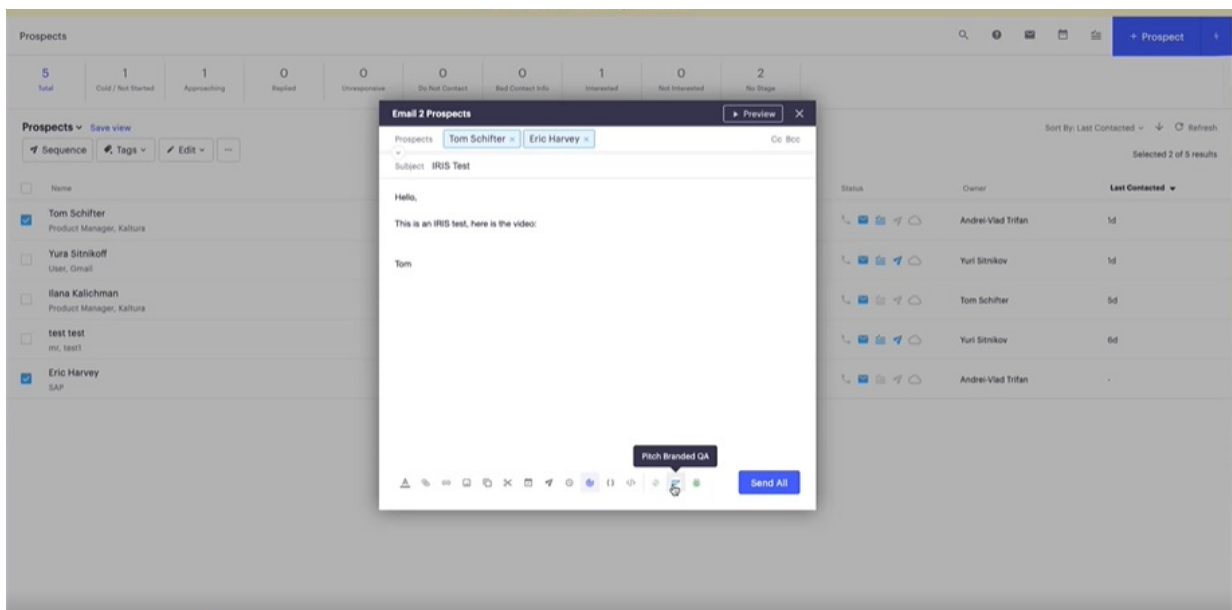 Prospects
+ Prospect
5 1 1 0 0 0 0 1 0 2
Total Cold / Not Started Approaching Replied Unresponsive Do Not Contact Bad Contact Info Interested Not Interested No Stage
Email 2 Prospects Preview
Prospects Save view
Prospects Tom Schifter × Eric Harvey × Cc Bcc
Sort By: Last Contacted Refresh
Sequence Tags Edit ...
Subject IRIS Test
Selected 2 of 5 results
Name Status Owner Last Contacted
Hello,
Tom Schifter
Product Manager, Kaltura
This is an IRIS test, here is the video:
Andrei-Vlad Trifan 1d
Yura Sitnikoff
User, Gmail
Tom
Yuri Sitnikov 1d
Ilana Kalichman
Product Manager, Kaltura
Tom Schifter 5d
test test
mr, test1
Yuri Sitnikov 6d
Eric Harvey
SAP
Andrei-Vlad Trifan -
Pitch Branded QA
Send All